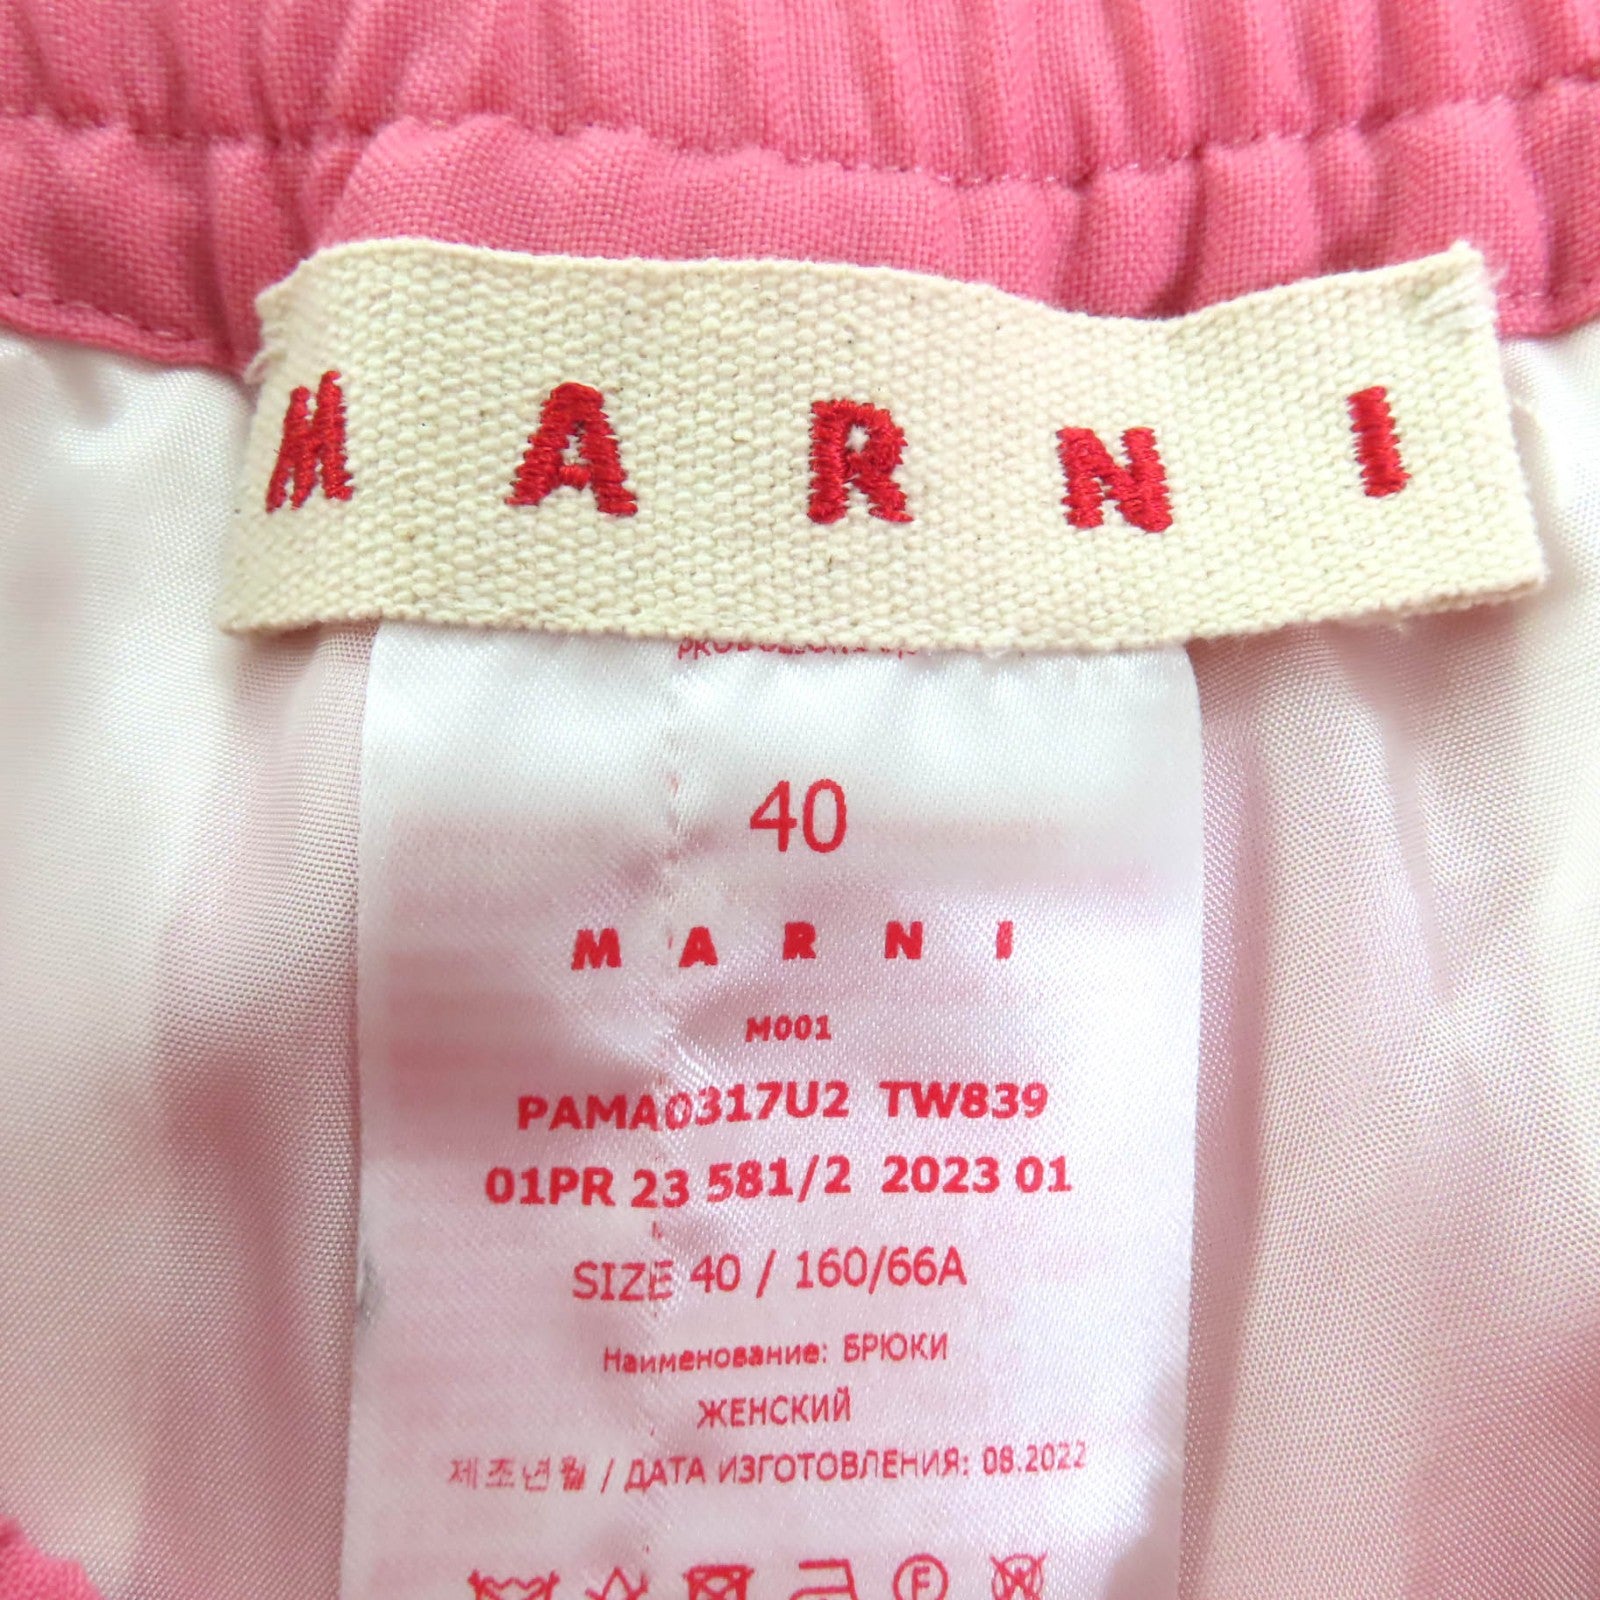 MARNI
40
MARNI
M001
PAMA0317U2 TW839
01PR 23 581/2 2023 01
SIZE 40 / 160/66A
Наименование: БРЮКИ
ЖЕНСКИЙ
제조년월 / ДАТА ИЗГОТОВЛЕНИЯ: 08.2022
F
W